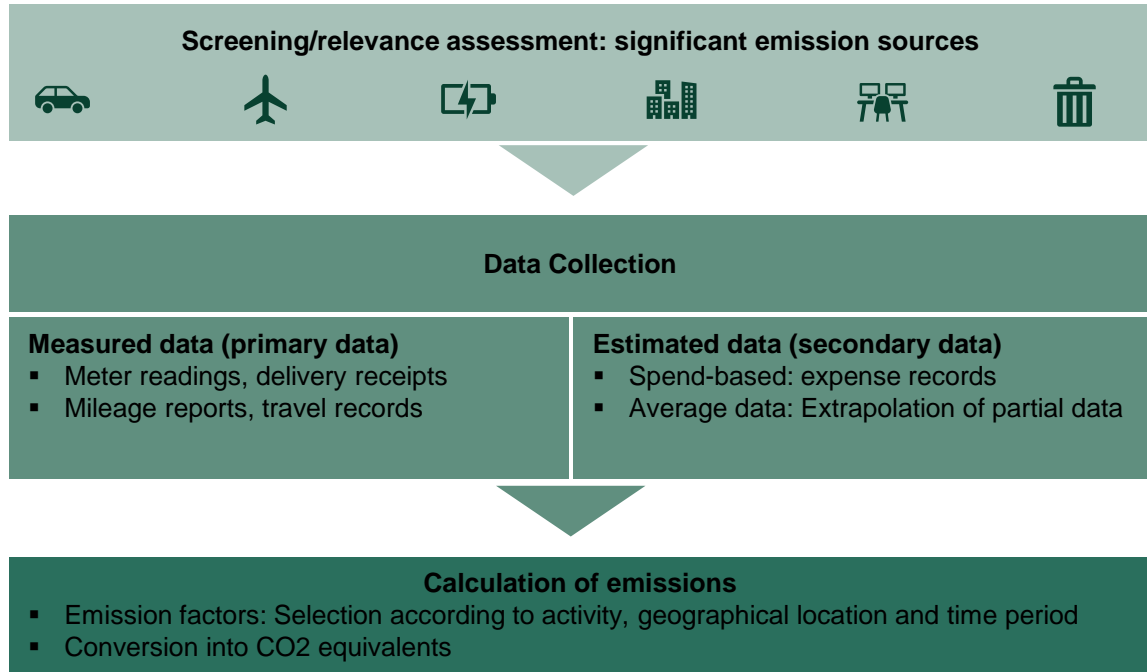 Screening/relevance assessment: significant emission sources
Data Collection
Measured data (primary data)
▪ Meter readings, delivery receipts
▪ Mileage reports, travel records
Estimated data (secondary data)
▪ Spend-based: expense records
▪ Average data: Extrapolation of partial data
Calculation of emissions
▪ Emission factors: Selection according to activity, geographical location and time period
▪ Conversion into CO2 equivalents